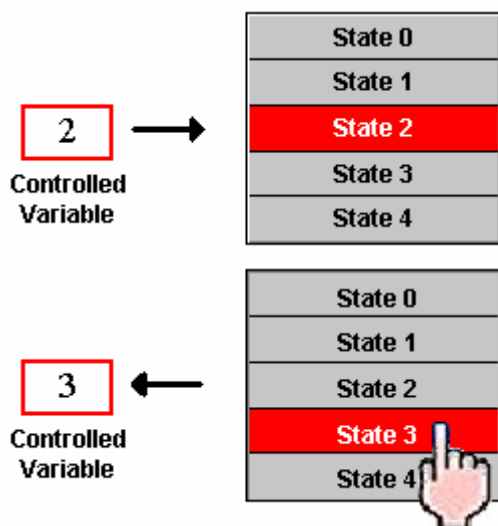 State 0
State 1
2
State 2
Controlled
Variable
State 3
State 4
State 0
State 1
3
State 2
Controlled
Variable
State 3
State 4